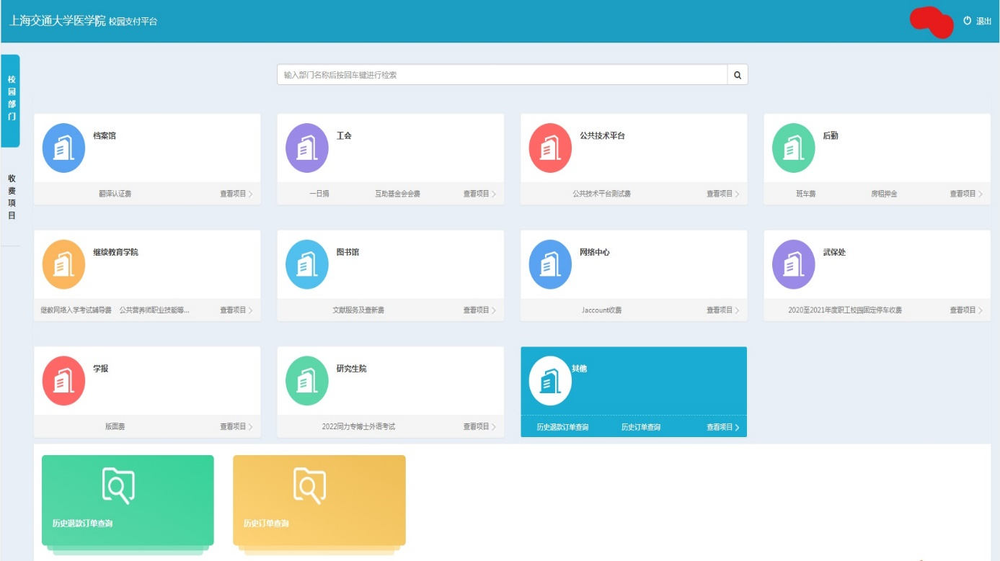 上海交通大学医学院 校园支付平台
退出
校园部门
收费项目
输入部门名称后按回车键进行检索
档案馆
翻译认证费 查看项目
工会
一日捐 互助基金会会费 查看项目
公共技术平台
公共技术平台测试费 查看项目
后勤
班车费 房租押金 查看项目
继续教育学院
继教网络入学考试辅导费 公共营养师职业技能等... 查看项目
图书馆
文献服务及查新费 查看项目
网络中心
Jaccount收费 查看项目
武保处
2020至2021年度职工校园固定停车收费 查看项目
学报
版面费 查看项目
研究生院
2022同力专博士外语考试 查看项目
其他
历史退款订单查询 历史订单查询 查看项目
历史退款订单查询
历史订单查询